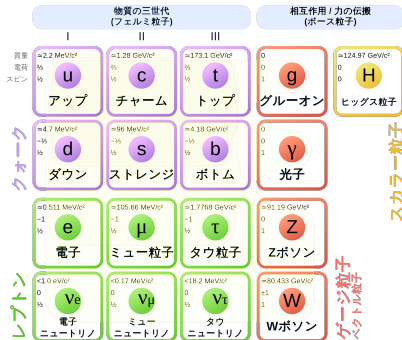 物質の三世代
(フェルミ粒子)
相互作用 / 力の伝搬
(ボース粒子)
I
II
III
質量
電荷
スピン
≃2.2 MeV/c²
⅔
½
u
アップ
≃1.28 GeV/c²
⅔
½
c
チャーム
≃173.1 GeV/c²
⅔
½
t
トップ
0
0
1
g
グルーオン
≃124.97 GeV/c²
0
0
H
ヒッグス粒子
クォーク
≃4.7 MeV/c²
−⅓
½
d
ダウン
≃96 MeV/c²
−⅓
½
s
ストレンジ
≃4.18 GeV/c²
−⅓
½
b
ボトム
0
0
1
γ
光子
スカラー粒子
≃0.511 MeV/c²
−1
½
e
電子
≃105.66 MeV/c²
−1
½
μ
ミュー粒子
≃1.7768 GeV/c²
−1
½
τ
タウ粒子
≃91.19 GeV/c²
0
1
Z
Zボソン
レプトン
<1.0 eV/c²
0
½
νe
電子
ニュートリノ
<0.17 MeV/c²
0
½
νμ
ミュー
ニュートリノ
<18.2 MeV/c²
0
½
ντ
タウ
ニュートリノ
≃80.433 GeV/c²
±1
1
W
Wボソン
ゲージ粒子
ベクトル粒子